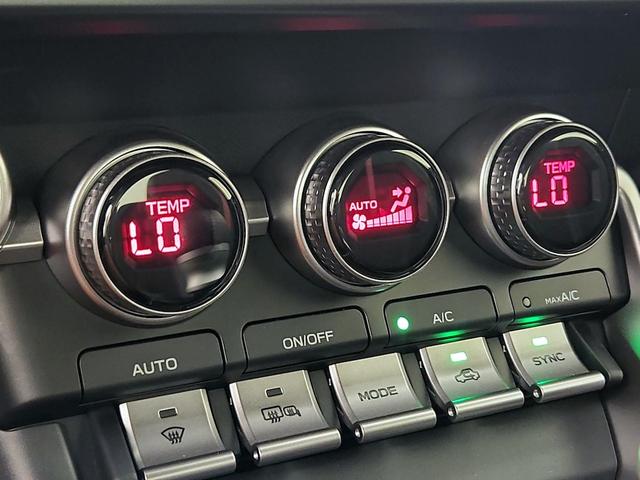 TEMP
LO
AUTO
TEMP
LO
AUTO
ON/OFF
A/C
MAX A/C
MODE
SYNC